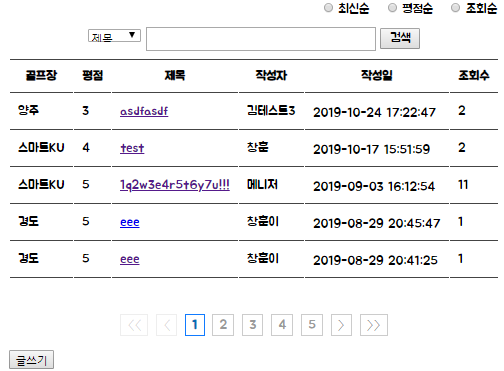 최신순 평점순 조회순
제목 검색
골프장 평점 제목 작성자 작성일 조회수
양주 3 asdfasdf 김테스트3 2019-10-24 17:22:47 2
스마트KU 4 test 창훈 2019-10-17 15:51:59 2
스마트KU 5 1q2w3e4r5t6y7u!!! 메니저 2019-09-03 16:12:54 11
경도 5 eee 창훈이 2019-08-29 20:45:47 1
경도 5 eee 창훈이 2019-08-29 20:41:25 1
<< < 1 2 3 4 5 > >>
글쓰기